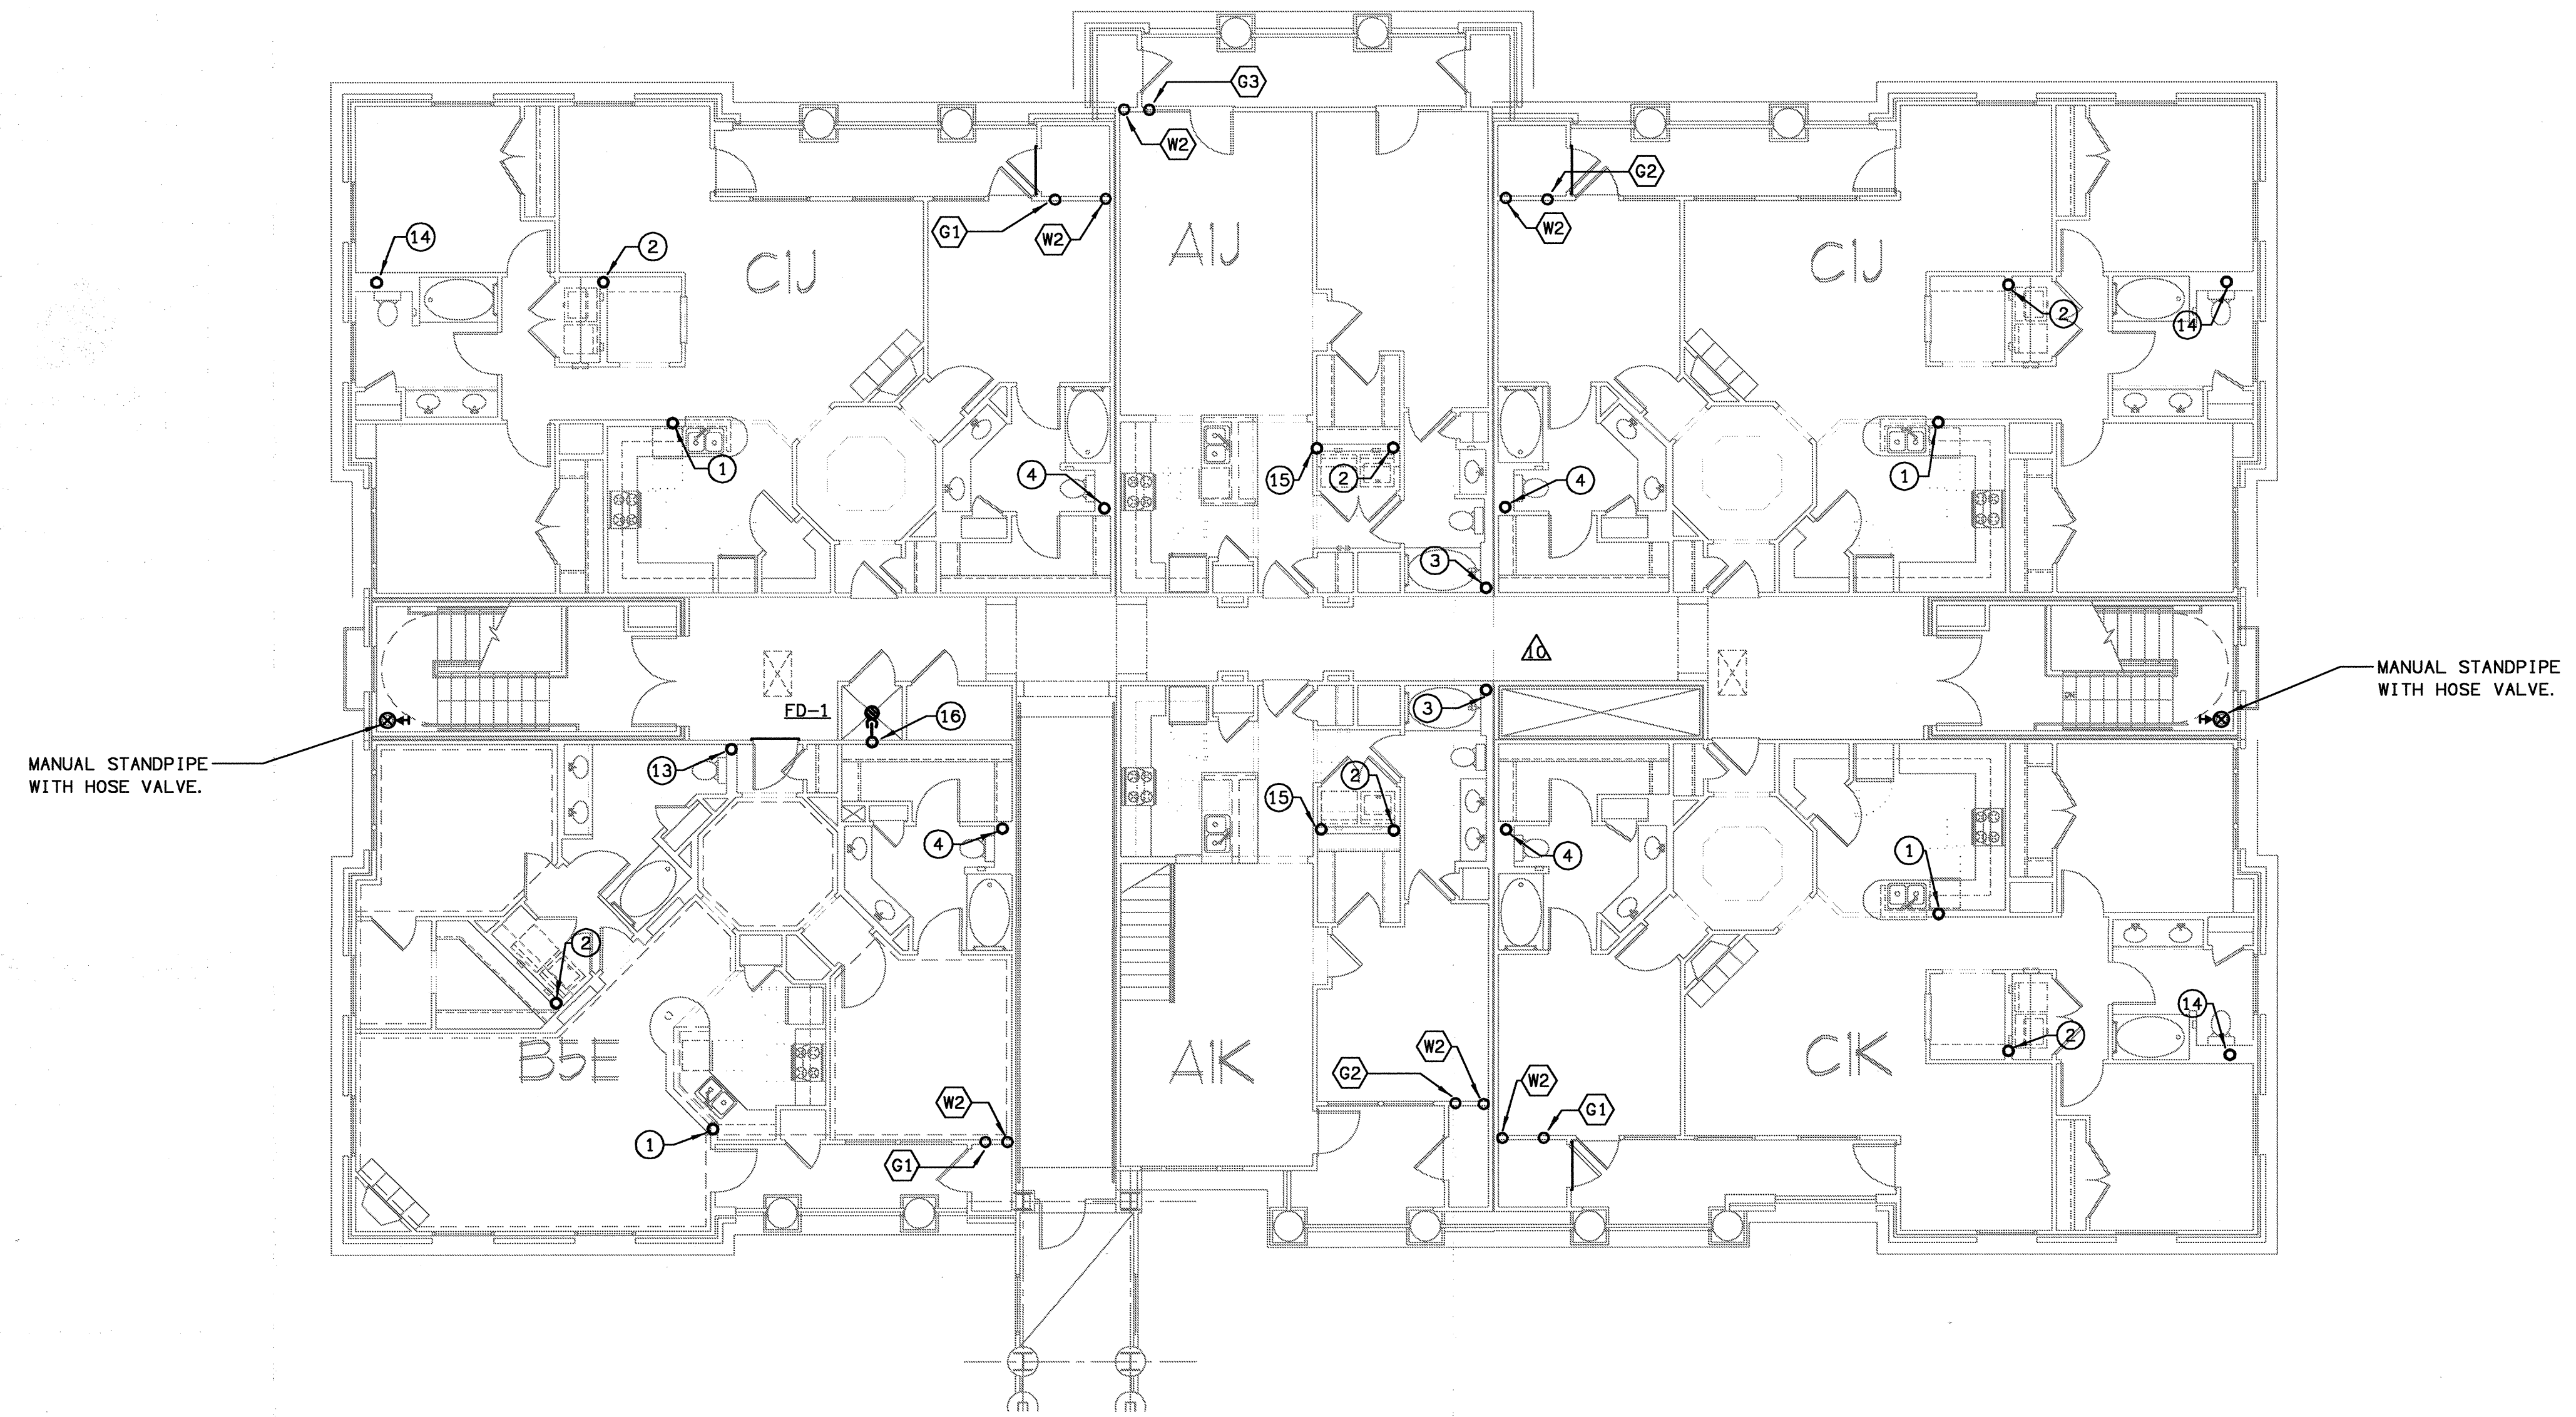 G3
W2
G2
14
2
C1J
G1
W2
A1J
W2
C1J
2
14
1
4
15
2
4
1
3
10
MANUAL STANDPIPE
WITH HOSE VALVE.
FD-1
16
3
MANUAL STANDPIPE
WITH HOSE VALVE.
13
2
15
4
4
1
2
14
B5E
A1K
C1K
2
W2
G2
W2
W2
G1
1
G1